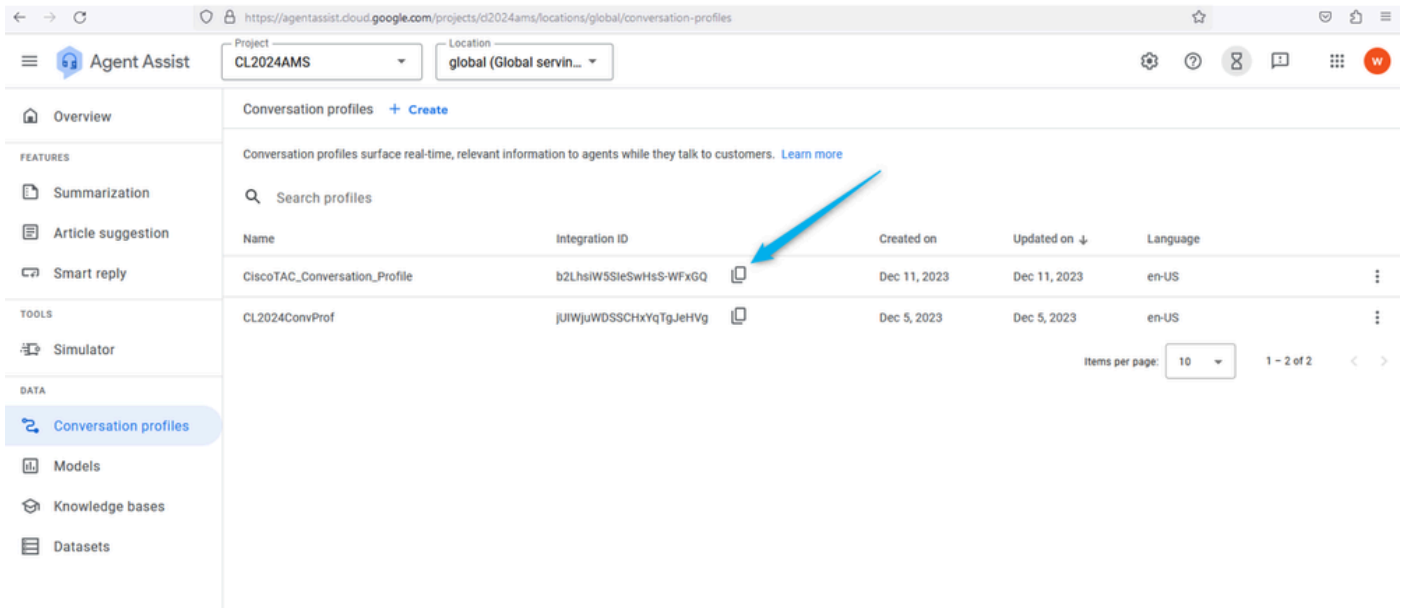 https://agentassist.cloud.google.com/projects/cl2024ams/locations/global/conversation-profiles
Agent Assist
Project
CL2024AMS
Location
global (Global servin...
W
Overview
FEATURES
Summarization
Article suggestion
Smart reply
TOOLS
Simulator
DATA
Conversation profiles
Models
Knowledge bases
Datasets
Conversation profiles + Create
Conversation profiles surface real-time, relevant information to agents while they talk to customers. Learn more
Search profiles
Name Integration ID Created on Updated on ↓ Language
CiscoTAC_Conversation_Profile b2LhsiW5SIeSwHsS-WFxGQ Dec 11, 2023 Dec 11, 2023 en-US
CL2024ConvProf jUIWjuWDSSCHxYqTgJeHVg Dec 5, 2023 Dec 5, 2023 en-US
Items per page: 10 1 – 2 of 2